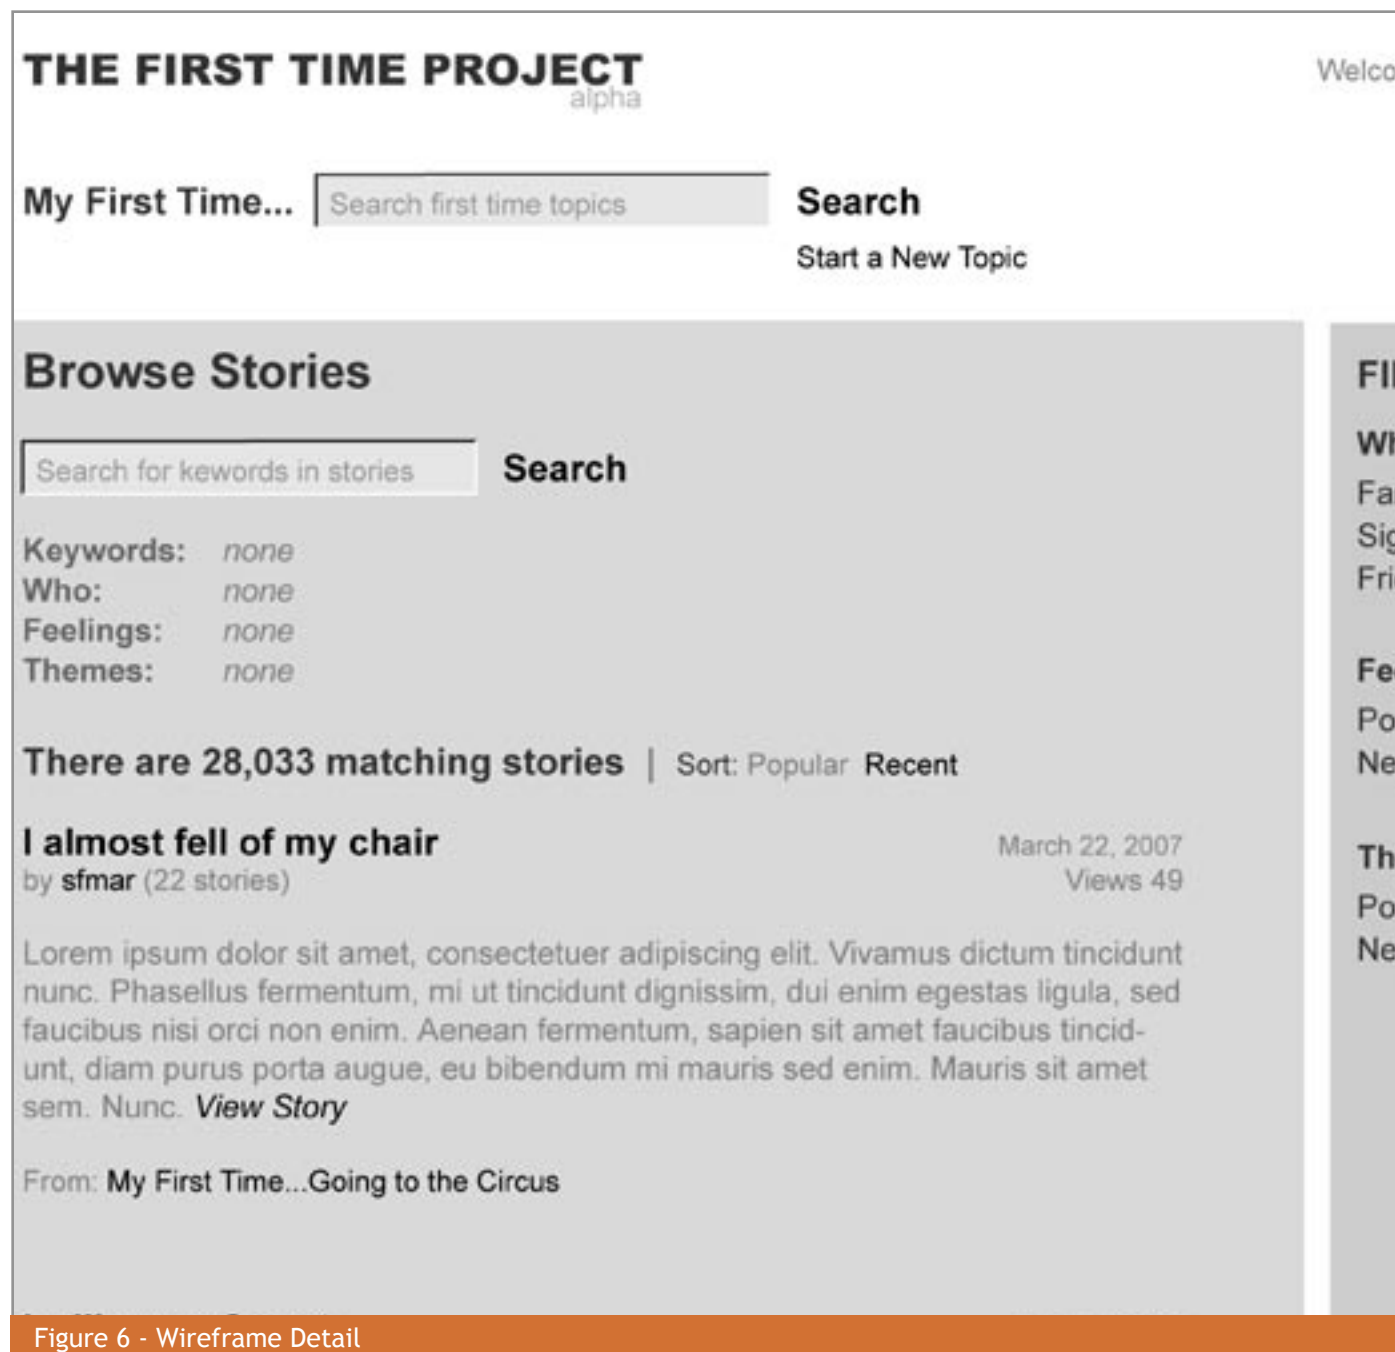 THE FIRST TIME PROJECT
alpha
My First Time...
Search first time topics
Search
Start a New Topic
Browse Stories
Search for kewords in stories
Search
Keywords: none
Who: none
Feelings: none
Themes: none
There are 28,033 matching stories | Sort: Popular Recent
I almost fell of my chair
March 22, 2007
by sfmar (22 stories)
Views 49
Lorem ipsum dolor sit amet, consectetuer adipiscing elit. Vivamus dictum tincidunt
nunc. Phasellus fermentum, mi ut tincidunt dignissim, dui enim egestas ligula, sed
faucibus nisi orci non enim. Aenean fermentum, sapien sit amet faucibus tincid-
unt, diam purus porta augue, eu bibendum mi mauris sed enim. Mauris sit amet
sem. Nunc. View Story
From: My First Time...Going to the Circus
Figure 6 - Wireframe Detail